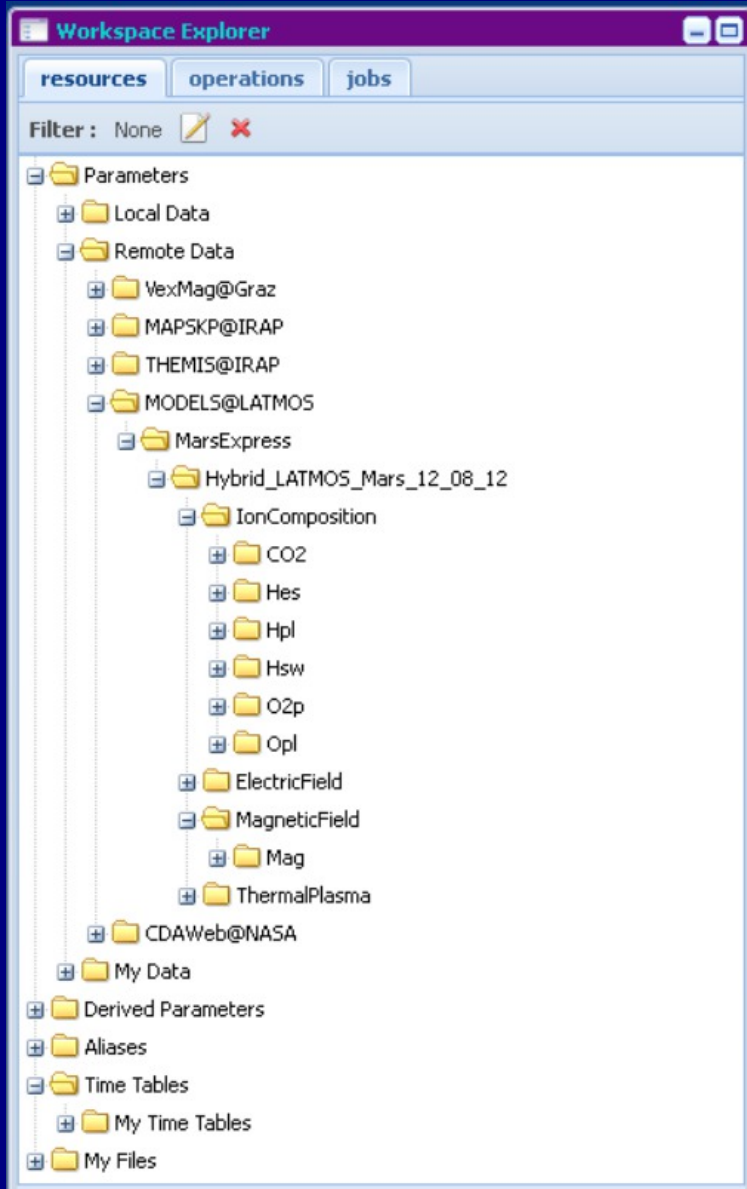 Workspace Explorer
resources operations jobs
Filter : None
Parameters
Local Data
Remote Data
VexMag@Graz
MAPSKP@IRAP
THEMIS@IRAP
MODELS@LATMOS
MarsExpress
Hybrid_LATMOS_Mars_12_08_12
IonComposition
CO2
Hes
Hpl
Hsw
O2p
Opl
ElectricField
MagneticField
Mag
ThermalPlasma
CDAWeb@NASA
My Data
Derived Parameters
Aliases
Time Tables
My Time Tables
My Files